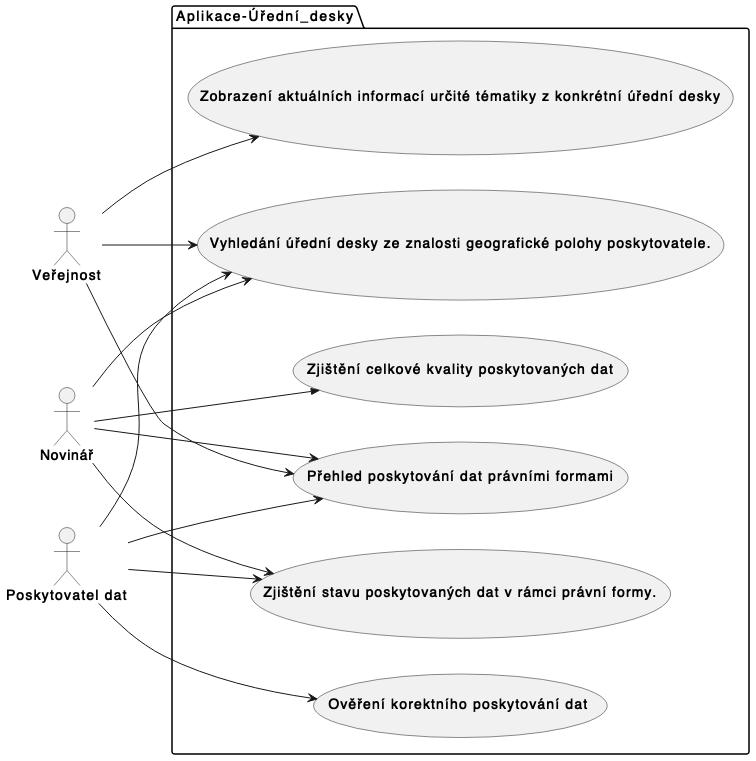 Aplikace-Úřední_desky
Zobrazení aktuálních informací určité tématiky z konkrétní úřední desky
Vyhledání úřední desky ze znalosti geografické polohy poskytovatele.
Veřejnost
Zjištění celkové kvality poskytovaných dat
Novinář
Přehled poskytování dat právními formami
Poskytovatel dat
Zjištění stavu poskytovaných dat v rámci právní formy.
Ověření korektního poskytování dat